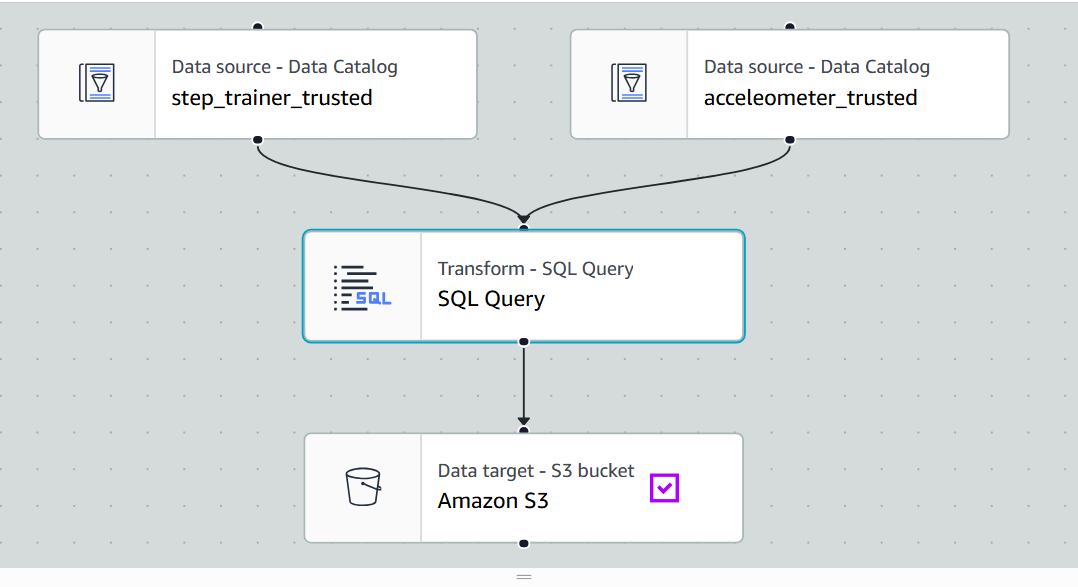 Data source - Data Catalog
step_trainer_trusted
Data source - Data Catalog
acceleometer_trusted
Transform - SQL Query
SQL Query
SQL
Data target - S3 bucket
Amazon S3